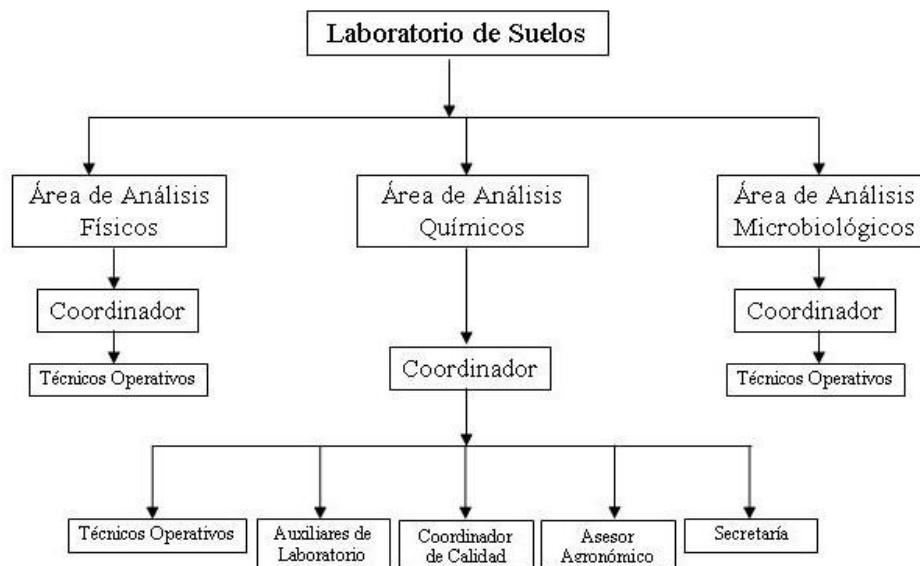 Laboratorio de Suelos
Área de Análisis
Físicos
Área de Análisis
Químicos
Área de Análisis
Microbiológicos
Coordinador
Coordinador
Coordinador
Técnicos Operativos
Técnicos Operativos
Técnicos Operativos
Auxiliares de
Laboratorio
Coordinador
de Calidad
Asesor
Agronómico
Secretaría